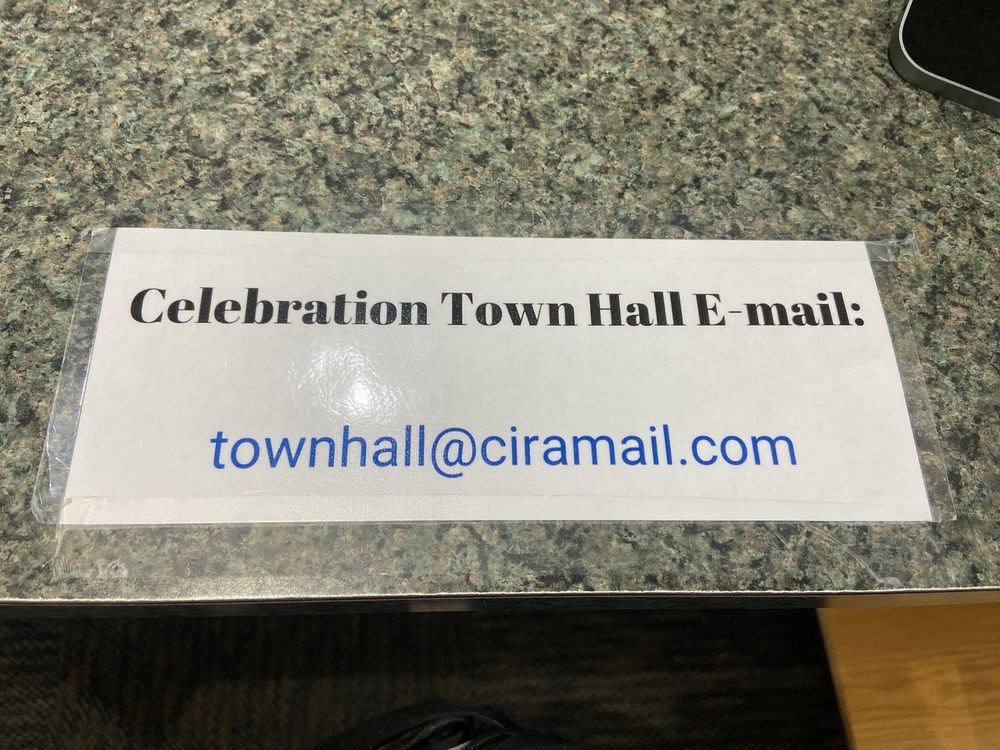 Celebration Town Hall E-mail:
townhall@ciramail.com